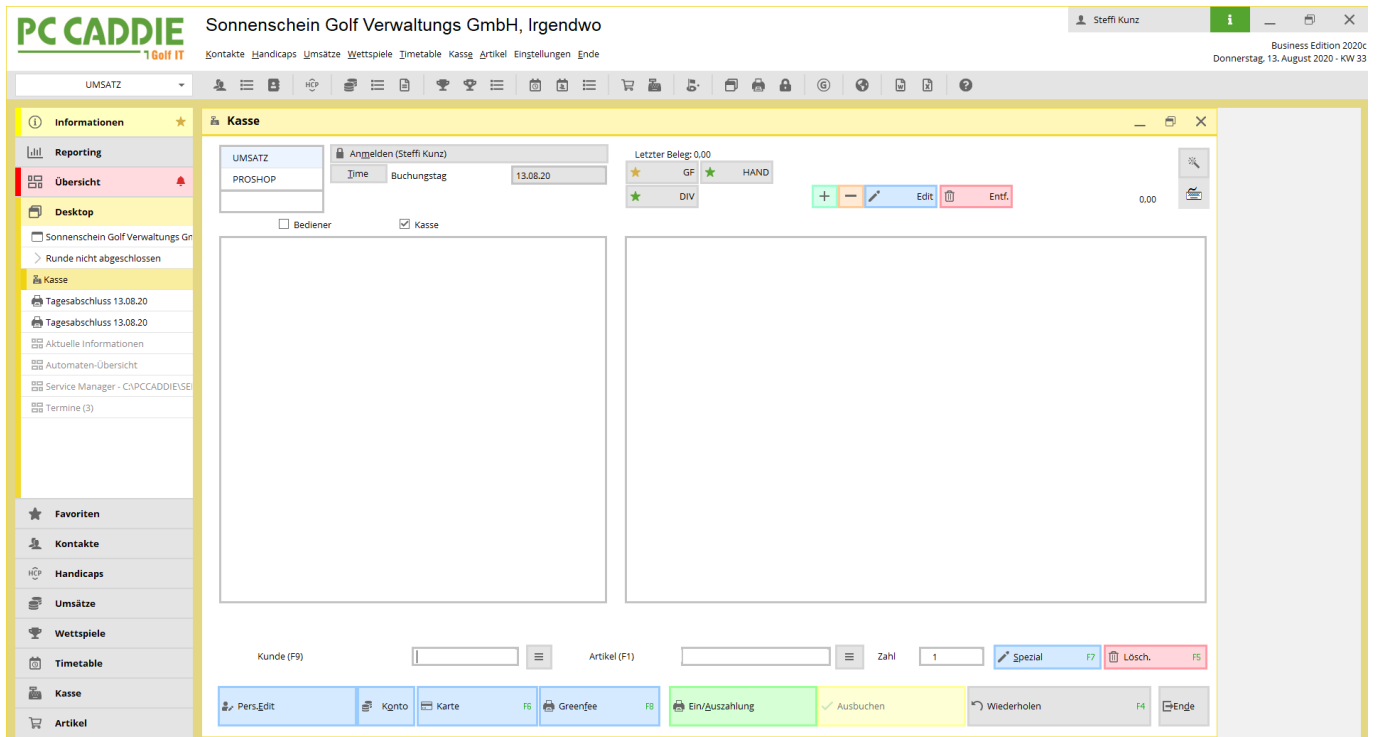 PC CADDIE
Golf IT
Sonnenschein Golf Verwaltungs GmbH, Irgendwo
Kontakte Handicaps Umsätze Wettspiele Timetable Kasse Artikel Einstellungen Ende
Steffi Kunz
i
Business Edition 2020c
Donnerstag, 13. August 2020 - KW 33
UMSATZ
HCP
G
W
X
?
Informationen
Reporting
Übersicht
Desktop
Sonnenschein Golf Verwaltungs Gm
Runde nicht abgeschlossen
Kasse
Tagesabschluss 13.08.20
Tagesabschluss 13.08.20
Aktuelle Informationen
Automaten-Übersicht
Service Manager - C:\PCCADDIE\SE
Termine (3)
Favoriten
Kontakte
HCP Handicaps
Umsätze
Wettspiele
Timetable
Kasse
Artikel
Kasse
UMSATZ
PROSHOP
Anmelden (Steffi Kunz)
Time Buchungstag 13.08.20
Letzter Beleg: 0,00
GF HAND
DIV
+ − Edit Entf.
0,00
Bediener Kasse
Kunde (F9) Artikel (F1) Zahl 1 Spezial F7 Lösch. F5
Pers.Edit Konto Karte F6 Greenfee F8 Ein/Auszahlung Ausbuchen Wiederholen F4 Ende